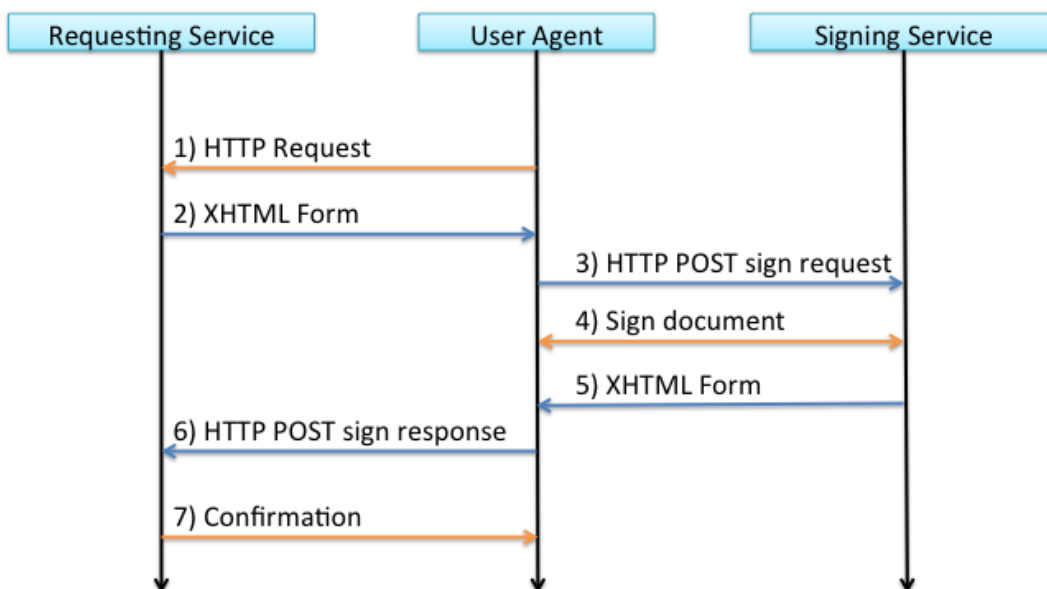 Requesting Service
User Agent
Signing Service
1) HTTP Request
2) XHTML Form
3) HTTP POST sign request
4) Sign document
5) XHTML Form
6) HTTP POST sign response
7) Confirmation